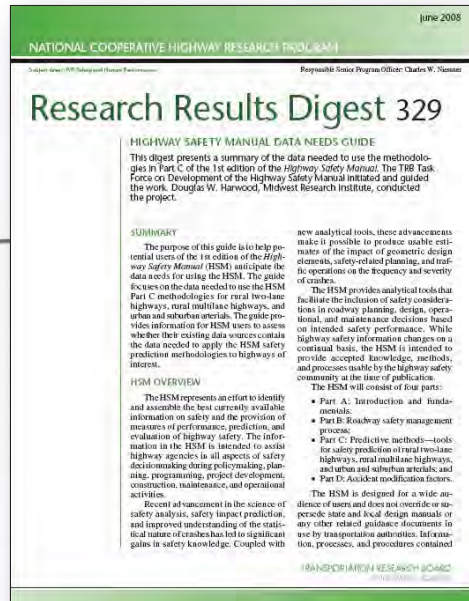 June 2008
NATIONAL COOPERATIVE HIGHWAY RESEARCH PROGRAM
Responsible Senior Program Officer: Charles W. Niessner
Research Results Digest 329
HIGHWAY SAFETY MANUAL DATA NEEDS GUIDE
This digest presents a summary of the data needed to use the methodolo-
gies in Part C of the 1st edition of the Highway Safety Manual. The TRB Task
Force on Development of the Highway Safety Manual initiated and guided
the work. Douglas W. Harwood, Midwest Research Institute, conducted
the project.
SUMMARY
The purpose of this guide is to help po-
tential users of the 1st edition of the High-
way Safety Manual (HSM) anticipate the
data needs for using the HSM. The guide
focuses on the data needed to use the HSM
Part C methodologies for rural two-lane
highways, rural multilane highways, and
urban and suburban arterials. The guide pro-
vides information for HSM users to assess
whether their existing data sources contain
the data needed to apply the HSM safety
prediction methodologies to highways of
interest.
HSM OVERVIEW
The HSM represents an effort to identify
and assemble the best currently available
information on safety and the provision of
measures of performance, prediction, and
evaluation of highway safety. The infor-
mation in the HSM is intended to assist
highway agencies in all aspects of safety
decisionmaking during policymaking, plan-
ning, programming, project development,
construction, maintenance, and operational
activities.
Recent advancement in the science of
safety analysis, safety impact prediction,
and improved understanding of the statis-
tical nature of crashes has led to significant
gains in safety knowledge. Coupled with
new analytical tools, these advancements
make it possible to produce usable esti-
mates of the impact of geometric design
elements, safety-related planning, and traf-
fic operations on the frequency and severity
of crashes.
The HSM provides analytical tools that
facilitate the inclusion of safety considera-
tions in roadway planning, design, opera-
tional, and maintenance decisions based
on intended safety performance. While
highway safety information changes on a
continual basis, the HSM is intended to
provide accepted knowledge, methods,
and processes usable by the highway safety
community at the time of publication.
The HSM will consist of four parts:
• Part A: Introduction and funda-
mentals;
• Part B: Roadway safety management
process;
• Part C: Predictive methods—tools
for safety prediction of rural two-lane
highways, rural multilane highways,
and urban and suburban arterials; and
• Part D: Accident modification factors.
The HSM is designed for a wide au-
dience of users and does not override or su-
persede state and local design manuals or
any other related guidance documents in
use by transportation authorities. Informa-
tion, processes, and procedures contained
TRANSPORTATION RESEARCH BOARD